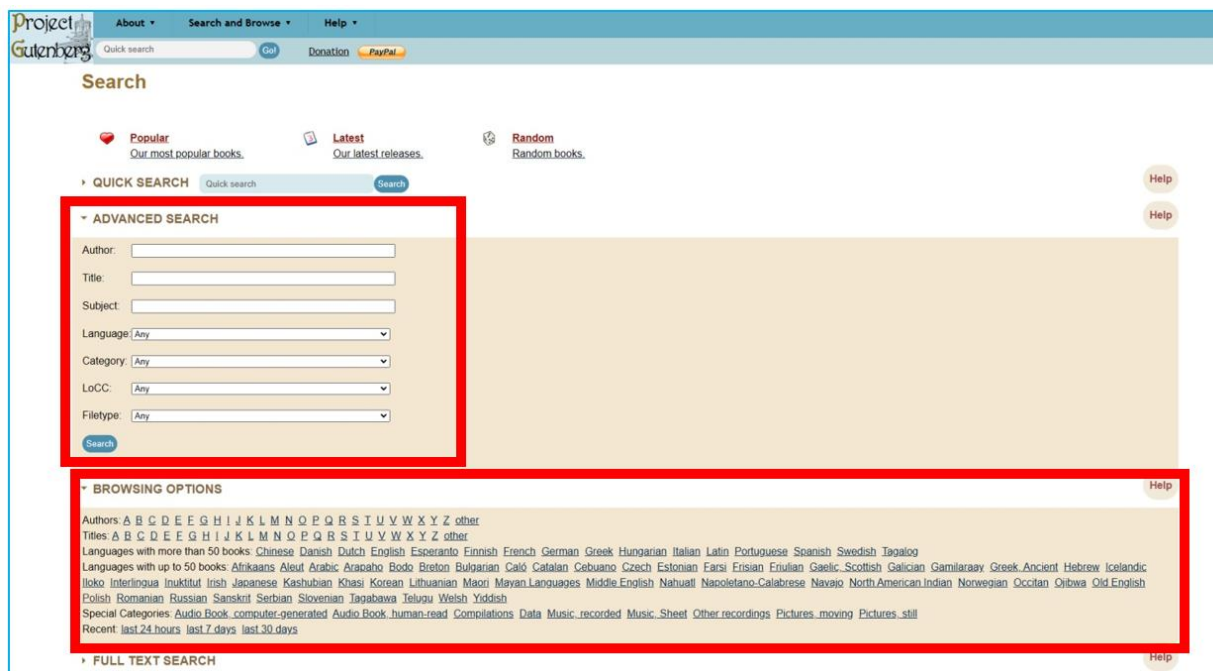 Project Gutenberg
About ▾ Search and Browse ▾ Help ▾
Quick search Go! Donation PayPal
Search
Popular Latest Random
Our most popular books. Our latest releases. Random books.
QUICK SEARCH Quick search Search Help
ADVANCED SEARCH Help
Author:
Title:
Subject:
Language: Any
Category: Any
LoCC: Any
Filetype: Any
Search
BROWSING OPTIONS Help
Authors: A B C D E F G H I J K L M N O P Q R S T U V W X Y Z other
Titles: A B C D E F G H I J K L M N O P Q R S T U V W X Y Z other
Languages with more than 50 books: Chinese Danish Dutch English Esperanto Finnish French German Greek Hungarian Italian Latin Portuguese Spanish Swedish Tagalog
Languages with up to 50 books: Afrikaans Aleut Arabic Arapaho Bodo Breton Bulgarian Caló Catalan Cebuano Czech Estonian Farsi Frisian Friulian Gaelic, Scottish Galician Gamilaraay Greek, Ancient Hebrew Icelandic
Iloko Interlingua Inuktitut Irish Japanese Kashubian Khasi Korean Lithuanian Maori Mayan Languages Middle English Nahuatl Napoletano-Calabrese Navajo North American Indian Norwegian Occitan Ojibwa Old English
Polish Romanian Russian Sanskrit Serbian Slovenian Tagabawa Telugu Welsh Yiddish
Special Categories: Audio Book, computer-generated Audio Book, human-read Compilations Data Music, recorded Music, Sheet Other recordings Pictures, moving Pictures, still
Recent: last 24 hours last 7 days last 30 days
FULL TEXT SEARCH Help